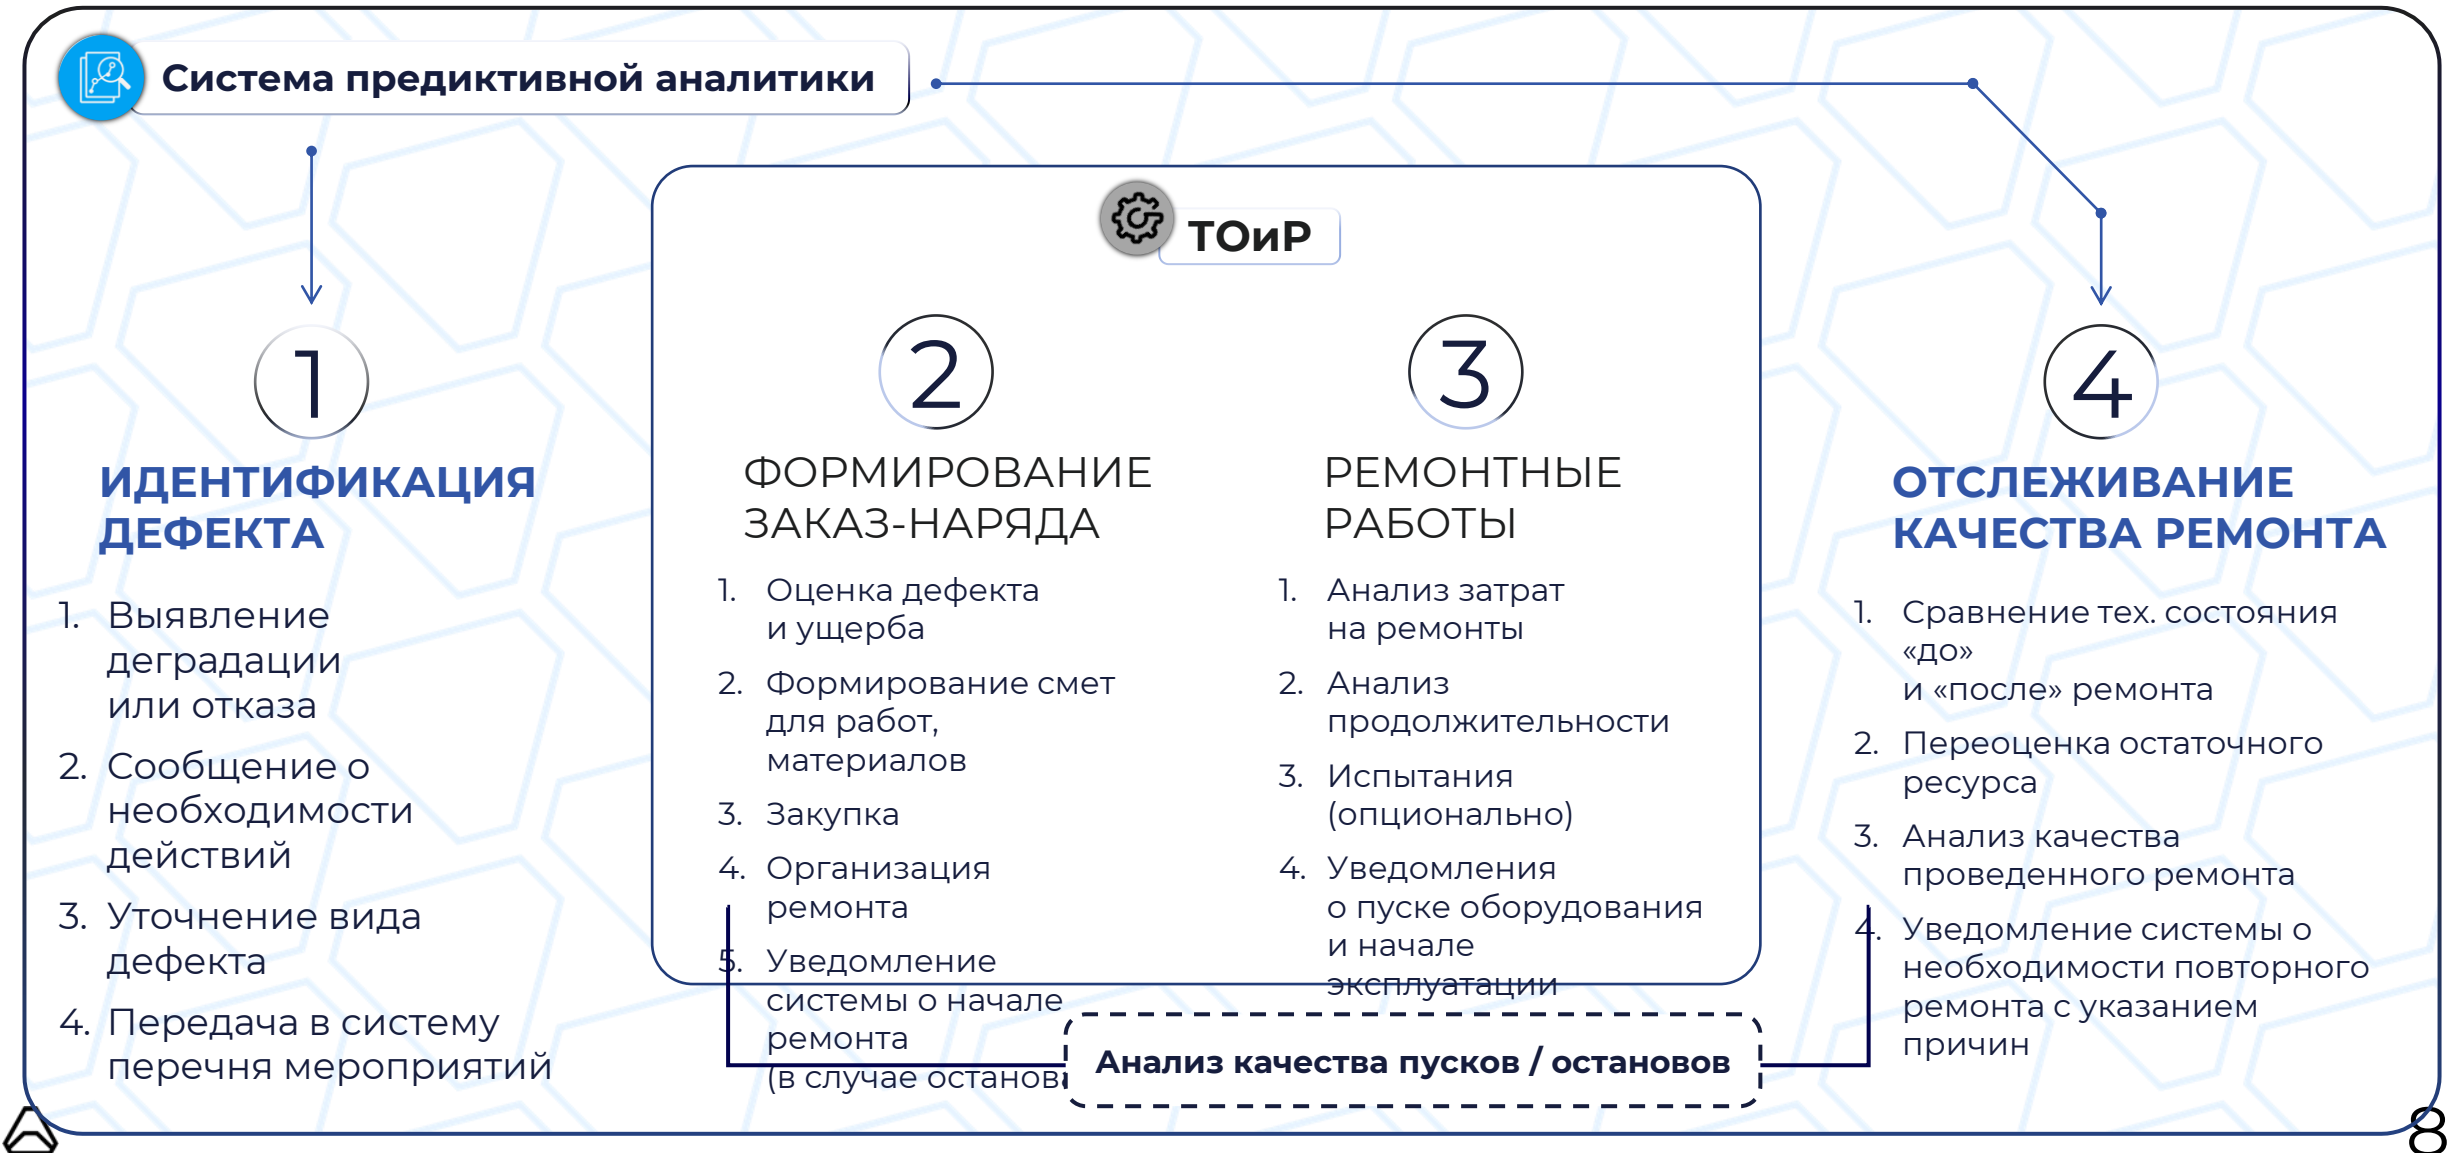 Система предиктивной аналитики
ТОиР
1
ИДЕНТИФИКАЦИЯ
ДЕФЕКТА
1. Выявление
деградации
или отказа
2. Сообщение о
необходимости
действий
3. Уточнение вида
дефекта
4. Передача в систему
перечня мероприятий
2
ФОРМИРОВАНИЕ
ЗАКАЗ-НАРЯДА
1. Оценка дефекта
и ущерба
2. Формирование смет
для работ,
материалов
3. Закупка
4. Организация
ремонта
5. Уведомление
системы о начале
ремонта
(в случае останова
3
РЕМОНТНЫЕ
РАБОТЫ
1. Анализ затрат
на ремонты
2. Анализ
продолжительности
3. Испытания
(опционально)
4. Уведомления
о пуске оборудования
и начале
эксплуатации
4
ОТСЛЕЖИВАНИЕ
КАЧЕСТВА РЕМОНТА
1. Сравнение тех. состояния
«до»
и «после» ремонта
2. Переоценка остаточного
ресурса
3. Анализ качества
проведенного ремонта
4. Уведомление системы о
необходимости повторного
ремонта с указанием
причин
Анализ качества пусков / остановов
8